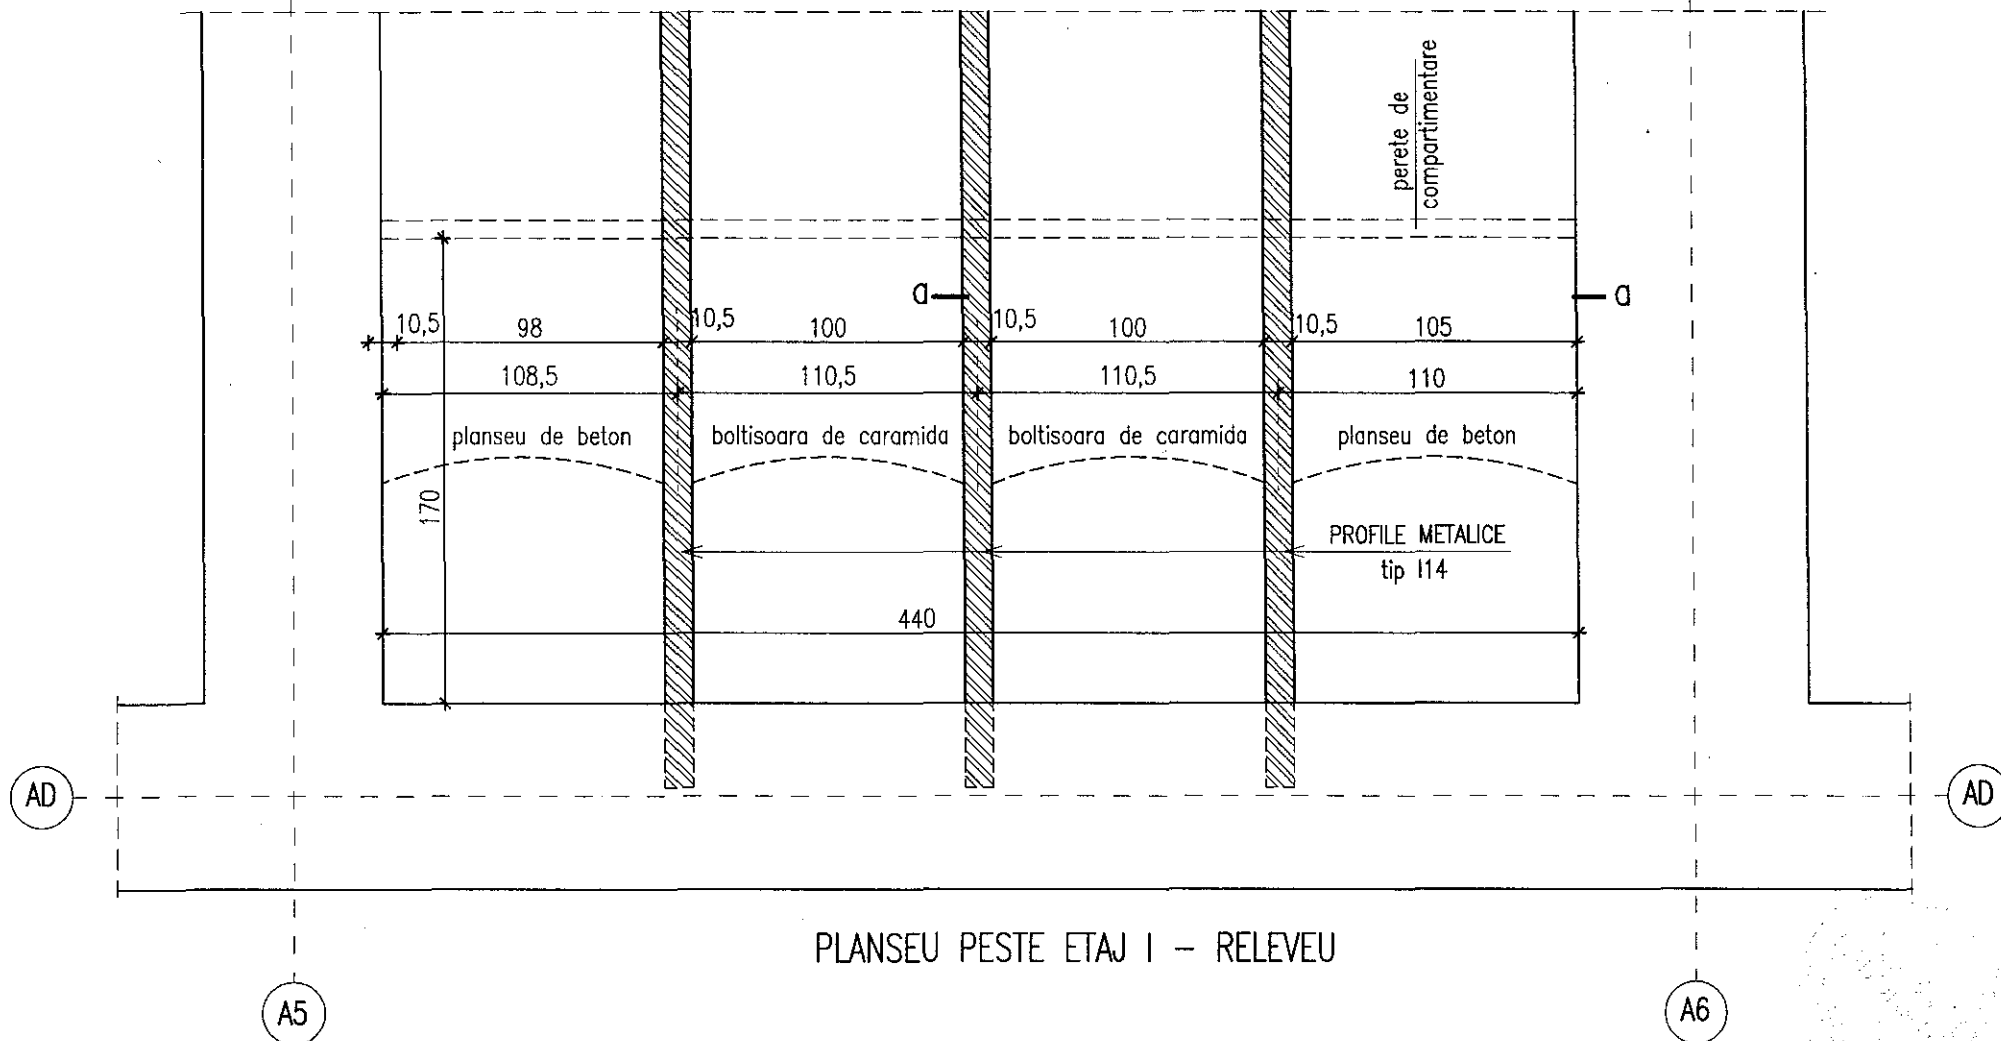 perete de
compartimentare
a
a
10,5 98 10,5 100 10,5 100 10,5 105
108,5 110,5 110,5 110
planseu de beton
boltisoara de caramida
boltisoara de caramida
planseu de beton
170
PROFILE METALICE
tip I14
440
AD
AD
PLANSEU PESTE ETAJ I - RELEVEU
A5
A6